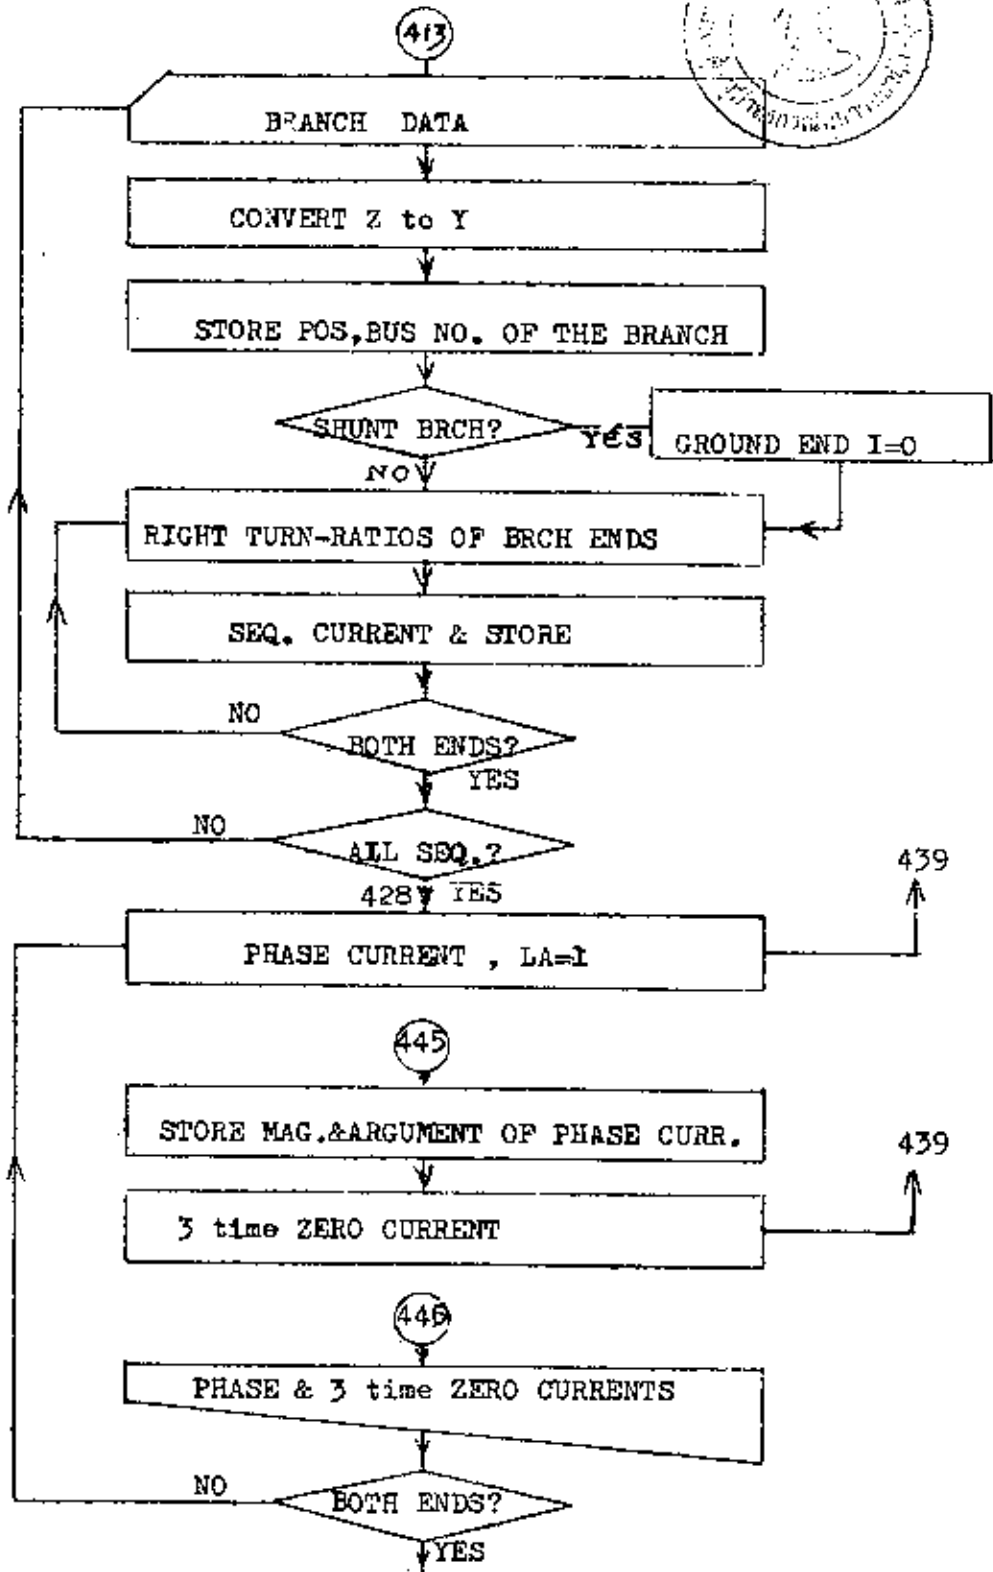 413
BRANCH DATA
CONVERT Z to Y
STORE POS,BUS NO. OF THE BRANCH
SHUNT BRCH?
YES
GROUND END I=0
NO
RIGHT TURN-RATIOS OF BRCH ENDS
SEQ. CURRENT & STORE
NO
BOTH ENDS?
YES
NO
ALL SEQ.?
439
428 YES
PHASE CURRENT , LA=1
445
STORE MAG.&ARGUMENT OF PHASE CURR.
439
3 time ZERO CURRENT
446
PHASE & 3 time ZERO CURRENTS
NO
BOTH ENDS?
YES